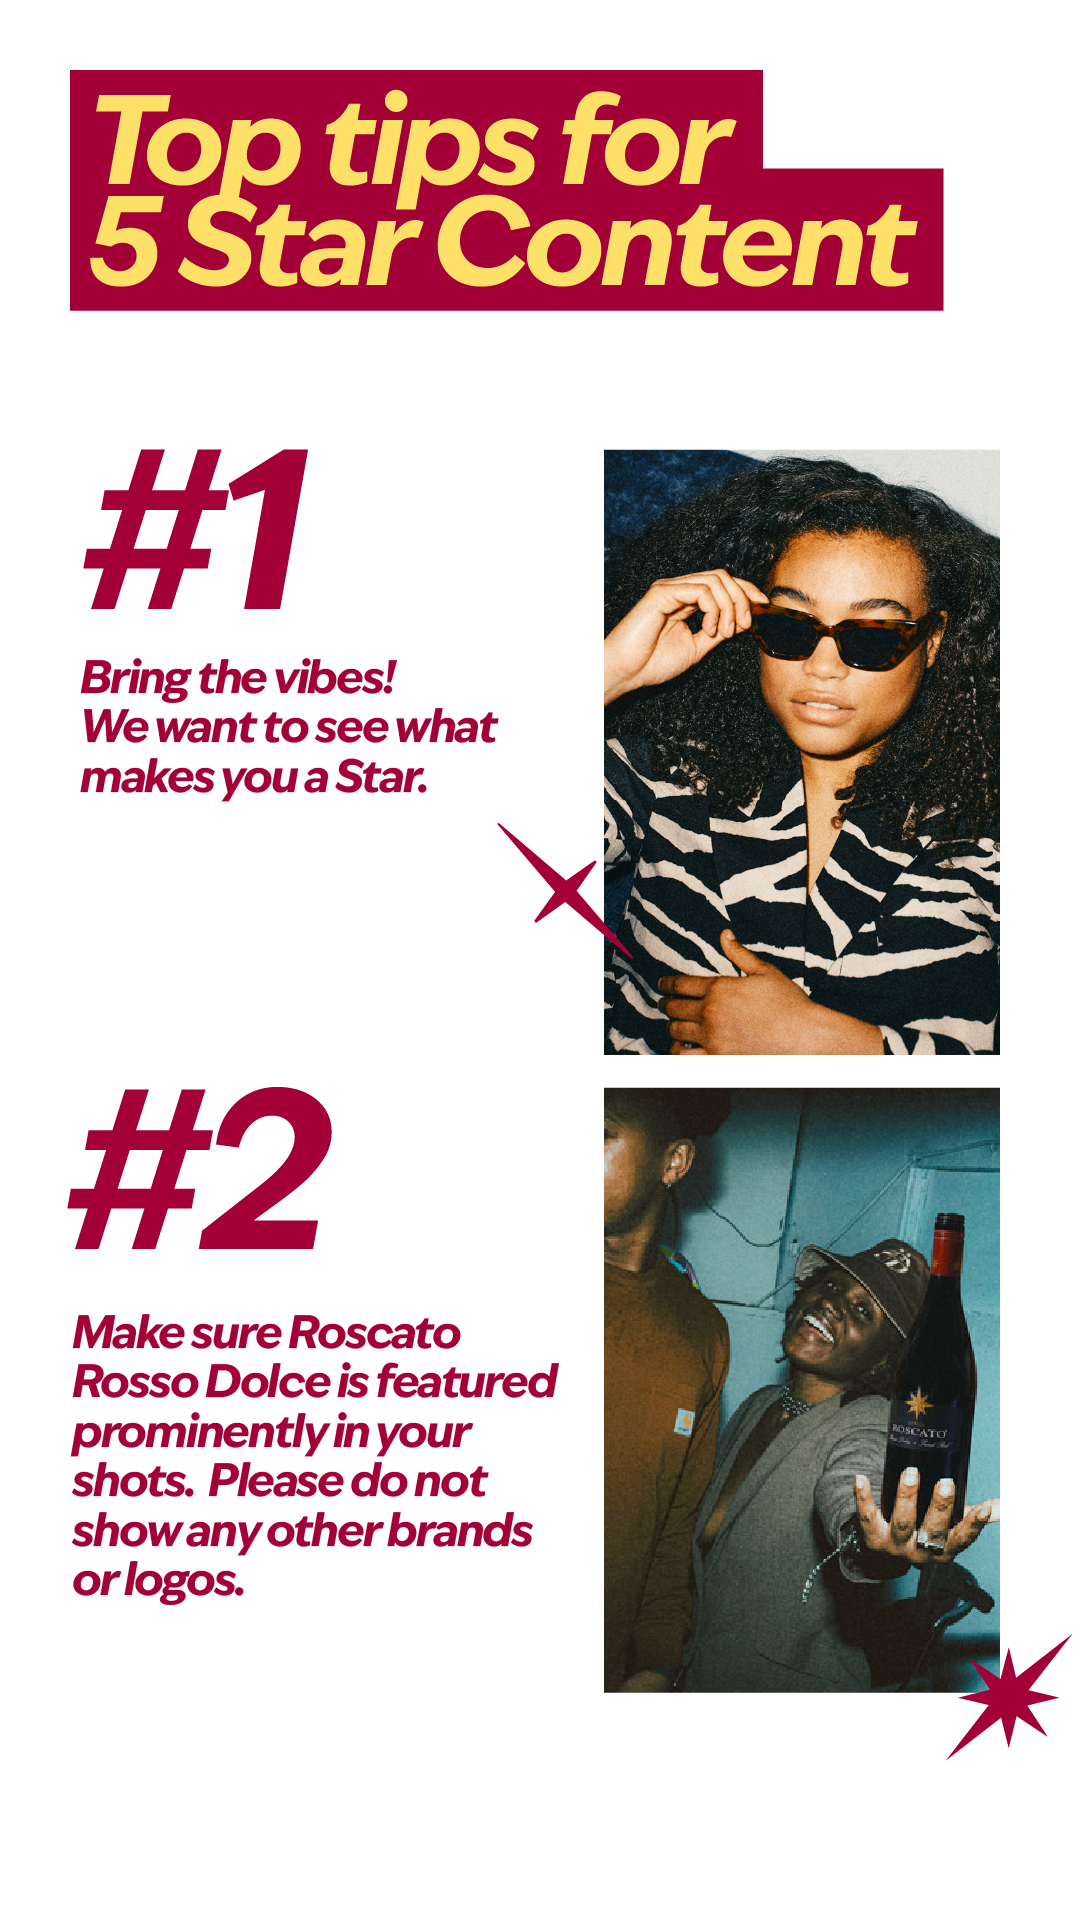 Top tips for
5 Star Content
#1
Bring the vibes!
We want to see what
makes you a Star.
#2
Make sure Roscato
Rosso Dolce is featured
prominently in your
shots. Please do not
show any other brands
or logos.
ROSCATO